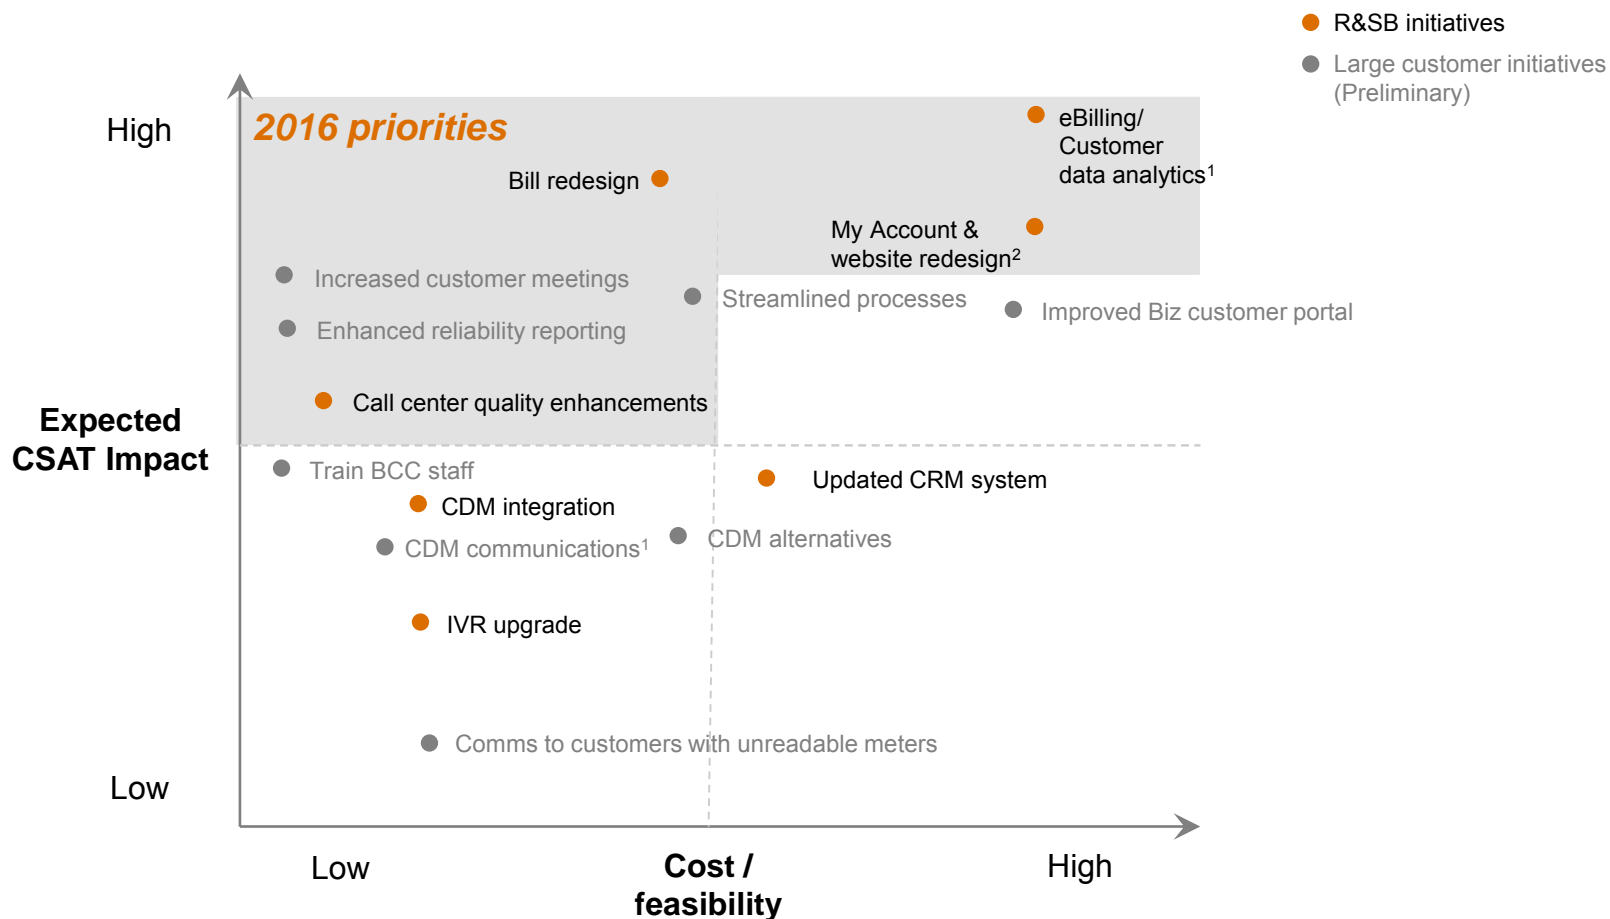 R&SB initiatives
Large customer initiatives
(Preliminary)
High
2016 priorities
eBilling/
Customer
data analytics1
Bill redesign
My Account &
website redesign2
Increased customer meetings
Streamlined processes
Improved Biz customer portal
Enhanced reliability reporting
Call center quality enhancements
Expected
CSAT Impact
Train BCC staff
Updated CRM system
CDM integration
CDM communications1
CDM alternatives
IVR upgrade
Comms to customers with unreadable meters
Low
Low
Cost /
feasibility
High